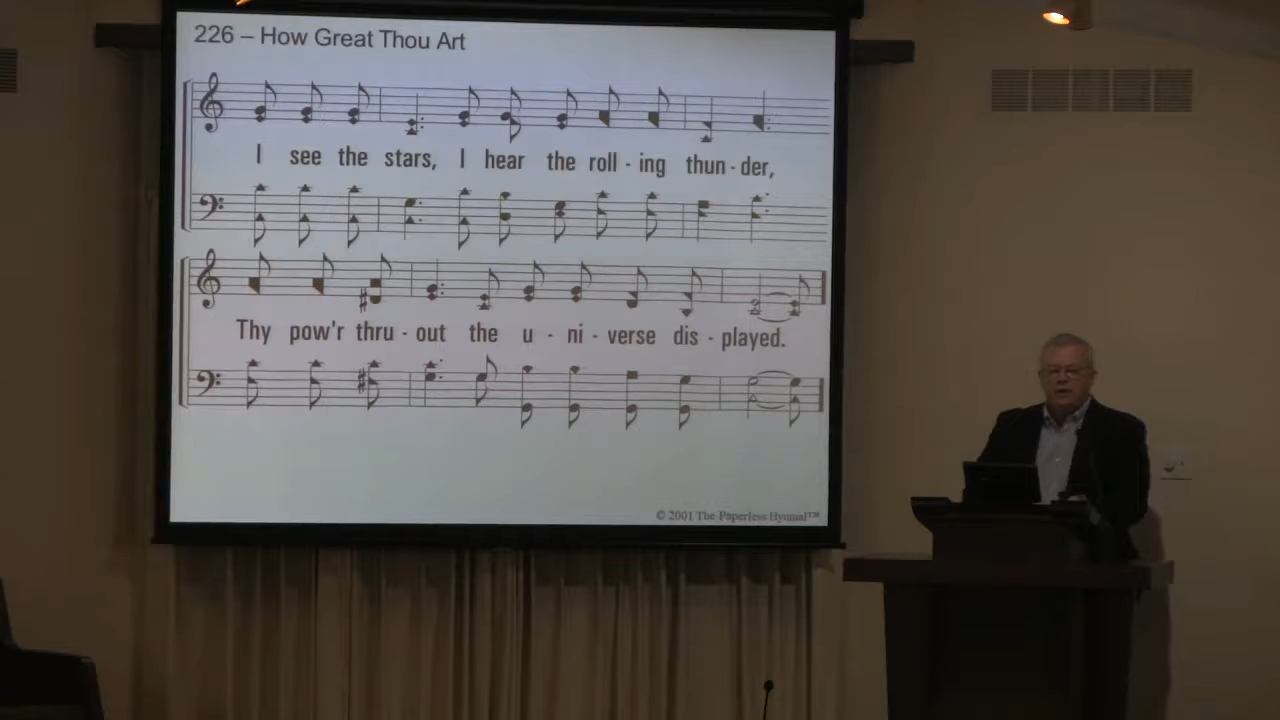 226 – How Great Thou Art
I see the stars, I hear the roll - ing thun - der,
Thy pow'r thru - out the u - ni - verse dis - played.
© 2001 The Paperless Hymnal™